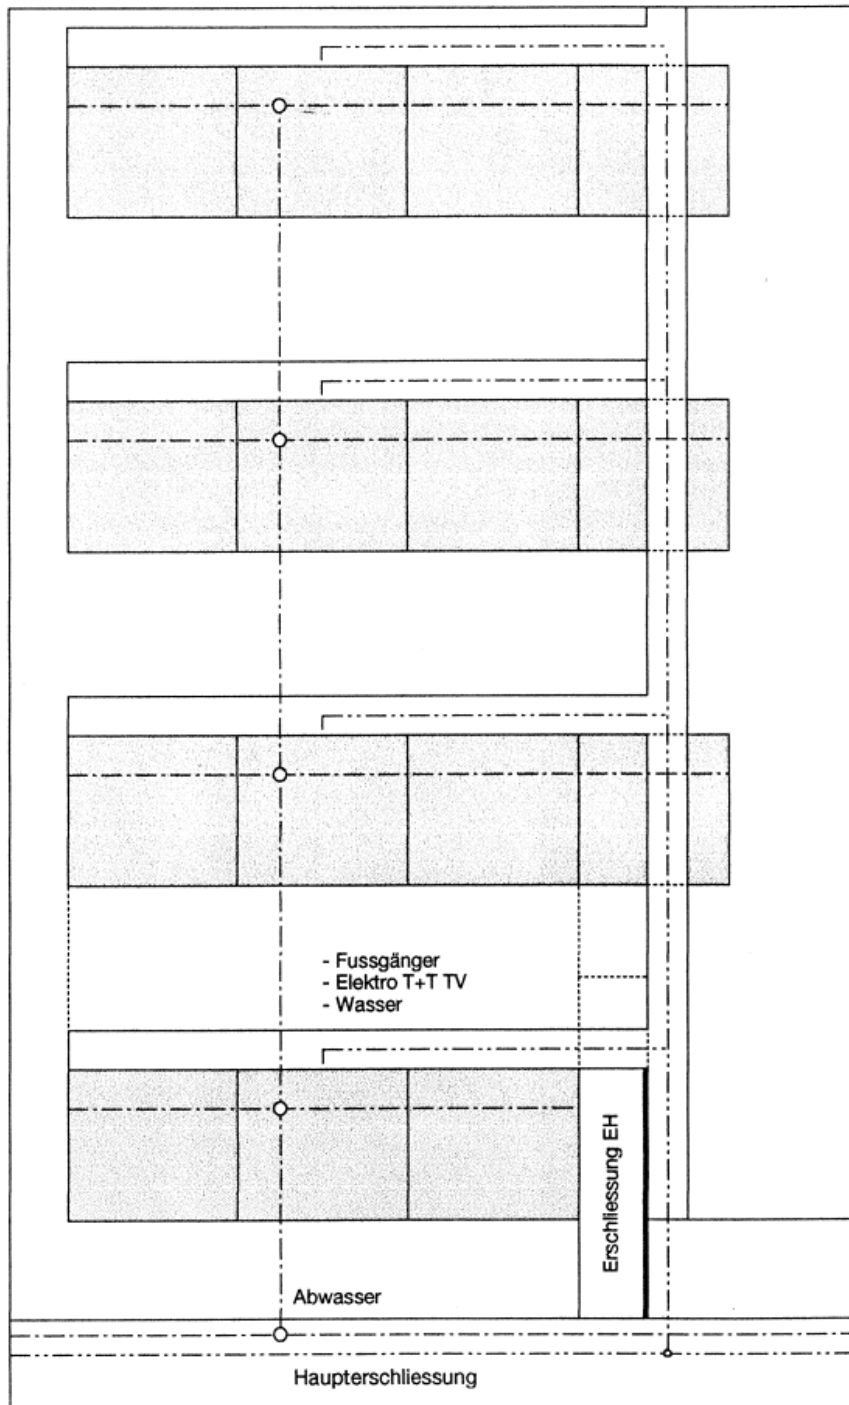 - Fussgänger
- Elektro T+T TV
- Wasser
Erschliessung EH
Abwasser
Haupterschliessung